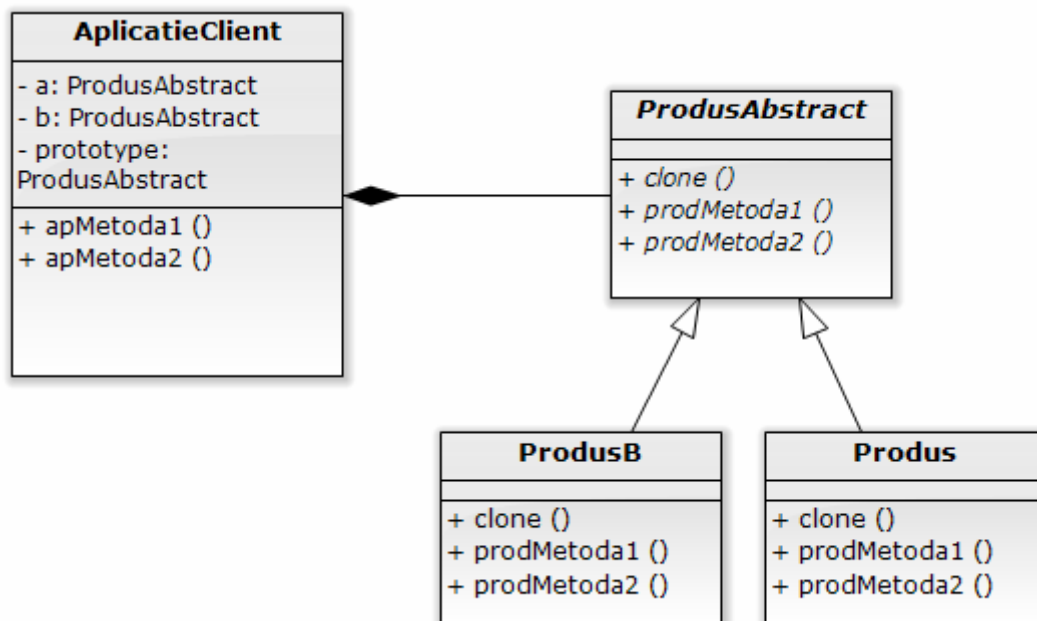 AplicatieClient
- a: ProdusAbstract
- b: ProdusAbstract
- prototype:
ProdusAbstract
+ apMetoda1 ()
+ apMetoda2 ()
ProdusAbstract
+ clone ()
+ prodMetoda1 ()
+ prodMetoda2 ()
ProdusB
+ clone ()
+ prodMetoda1 ()
+ prodMetoda2 ()
Produs
+ clone ()
+ prodMetoda1 ()
+ prodMetoda2 ()